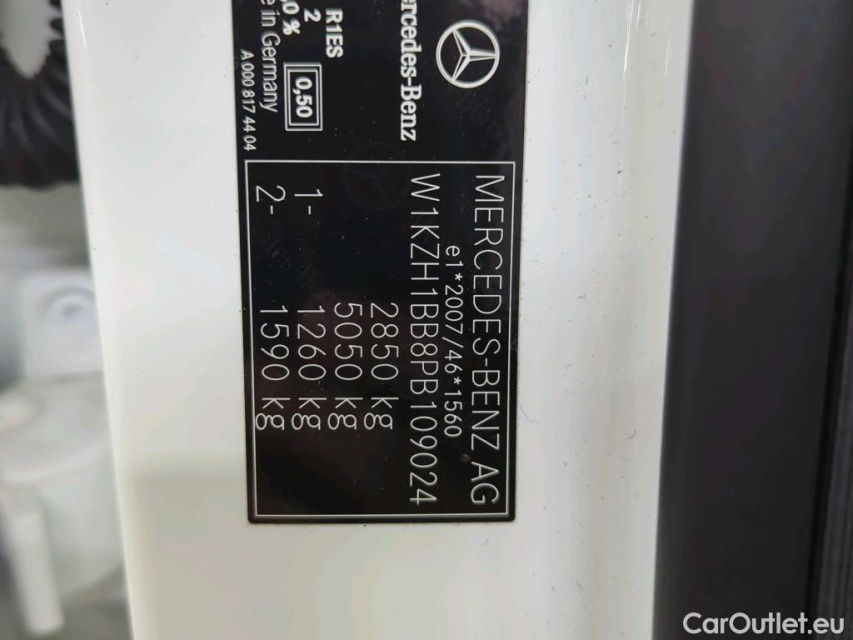 Mercedes-Benz
R1ES
2
,0 %
e in Germany
0,50
A 000 817 44 04
MERCEDES-BENZ AG
e1*2007/46*1560
W1KZH1BB8PB109024
2850 kg
5050 kg
1- 1260 kg
2- 1590 kg
CarOutlet.eu